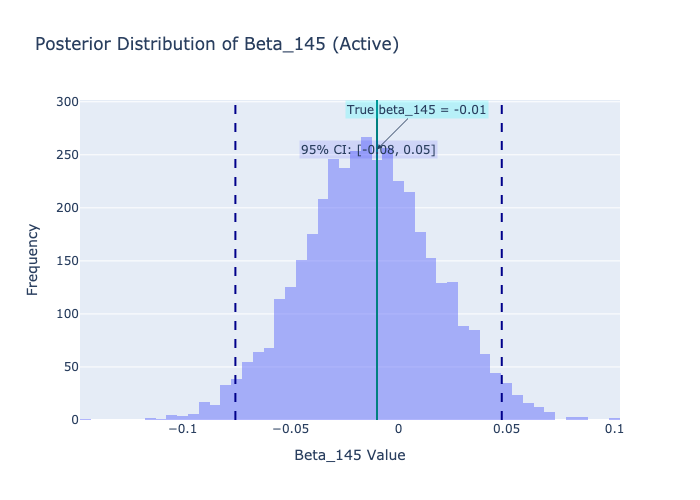 Posterior Distribution of Beta_145 (Active)
300
True beta_145 = -0.01
250
95% CI: [-0.08, 0.05]
200
Frequency
150
100
50
0
−0.1
−0.05
0
0.05
0.1
Beta_145 Value